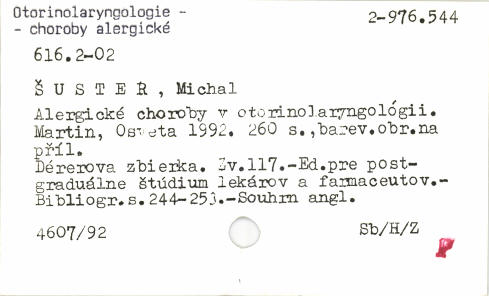 Otorinolaryngologie - 2-976.544
- choroby alergické
616.2-02
Š U S T E R , Michal
Alergické choroby v otorinolaryngológii.
Martin, Osveta 1992. 260 s.,barev.obr.na
příl.
Dérerova zbierka. Zv.117.-Ed.pre post-
graduálne štúdium lekárov a farmaceutov.-
Bibliogr.s.244-253.-Souhrn angl.
4607/92 Sb/H/Z